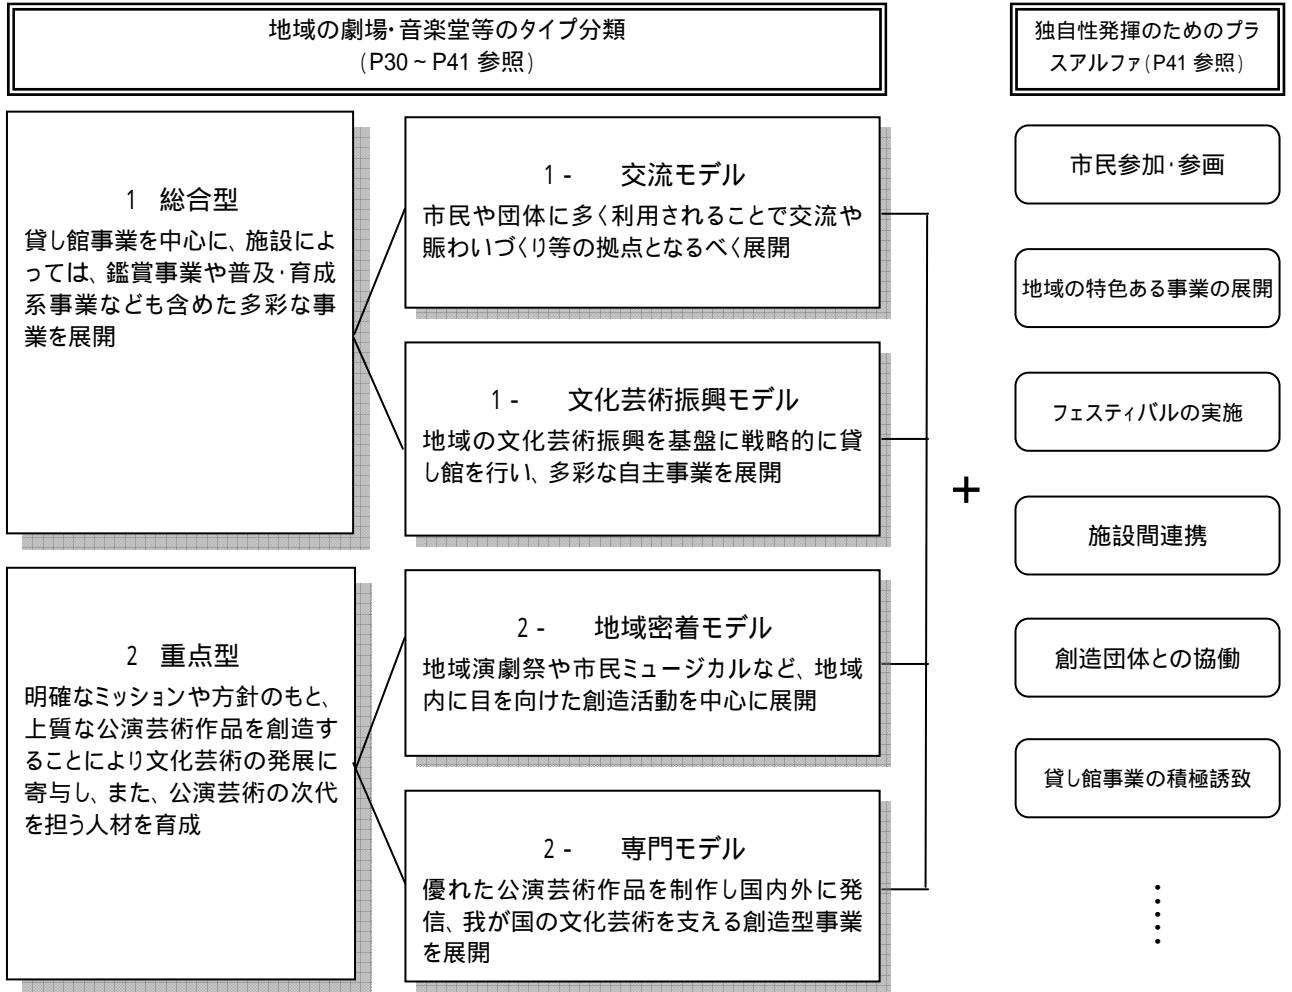 地域の劇場・音楽堂等のタイプ分類
（P30～P41 参照）
独自性発揮のためのプラ
スアルファ（P41 参照）
1 総合型
貸し館事業を中心に、施設によ
っては、鑑賞事業や普及・育成
系事業なども含めた多彩な事
業を展開
1 - 交流モデル
市民や団体に多く利用されることで交流や
賑わいづくり等の拠点となるべく展開
1 - 文化芸術振興モデル
地域の文化芸術振興を基盤に戦略的に貸
し館を行い、多彩な自主事業を展開
2 重点型
明確なミッションや方針のもと、
上質な公演芸術作品を創造す
ることにより文化芸術の発展に
寄与し、また、公演芸術の次代
を担う人材を育成
2 - 地域密着モデル
地域演劇祭や市民ミュージカルなど、地域
内に目を向けた創造活動を中心に展開
2 - 専門モデル
優れた公演芸術作品を制作し国内外に発
信、我が国の文化芸術を支える創造型事業
を展開
+
市民参加・参画
地域の特色ある事業の展開
フェスティバルの実施
施設間連携
創造団体との協働
貸し館事業の積極誘致